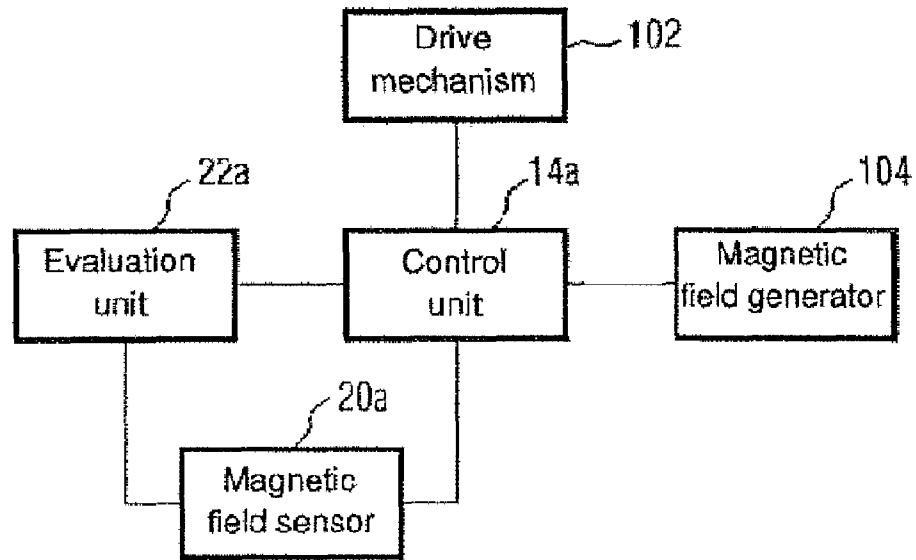 Drive
mechanism
102
22a
14a
104
Evaluation
unit
Control
unit
Magnetic
field generator
20a
Magnetic
field sensor